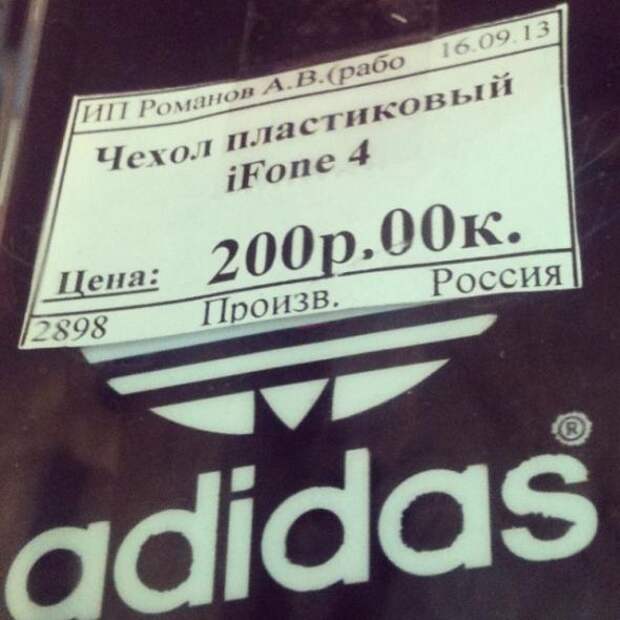 ИП Романов А.В.(рабо 16.09.13
Чехол пластиковый
iFone 4
Цена: 200р.00к.
2898 Произв. Россия
®
adidas